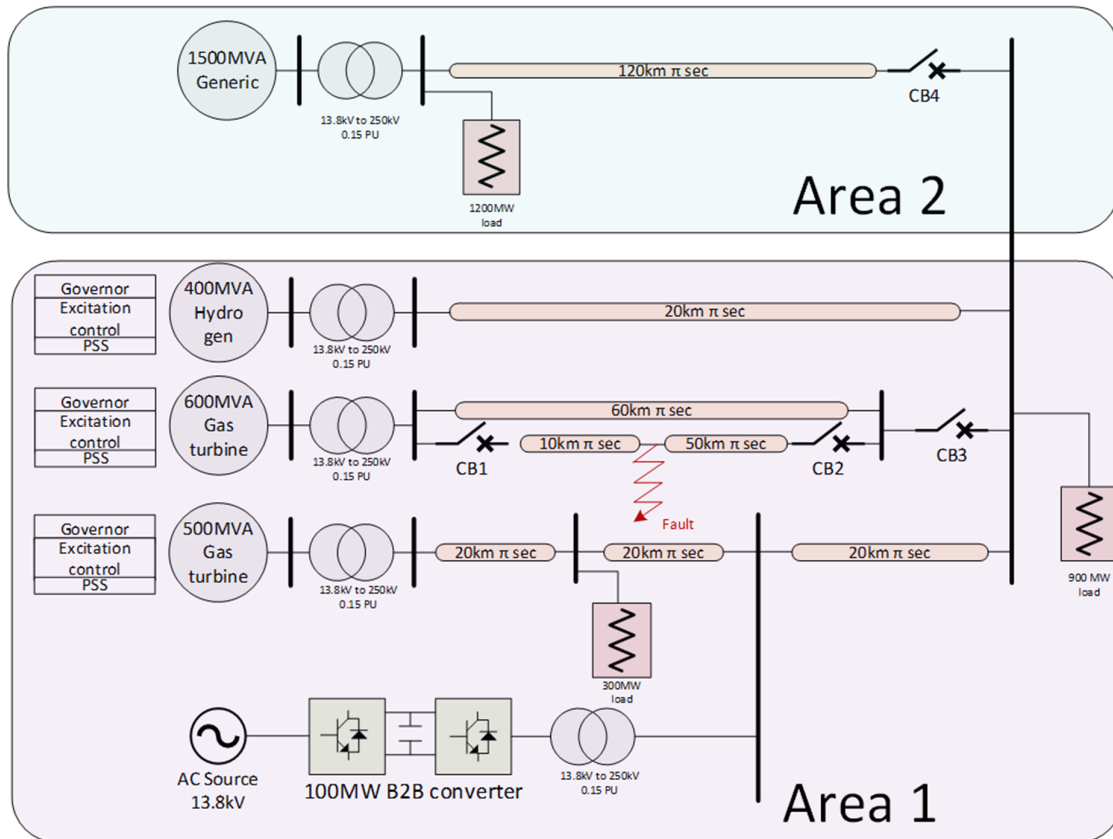 1500MVA
Generic
120km π sec
CB4
13.8kV to 250kV
0.15 PU
1200MW
load
Area 2
Governor
Excitation
control
PSS
400MVA
Hydro
gen
20km π sec
13.8kV to 250kV
0.15 PU
Governor
Excitation
control
PSS
600MVA
Gas
turbine
60km π sec
10km π sec
50km π sec
CB1
CB2
CB3
13.8kV to 250kV
0.15 PU
Fault
Governor
Excitation
control
PSS
500MVA
Gas
turbine
20km π sec
20km π sec
20km π sec
13.8kV to 250kV
0.15 PU
900 MW
load
300MW
load
AC Source
13.8kV
100MW B2B converter
13.8kV to 250kV
0.15 PU
Area 1